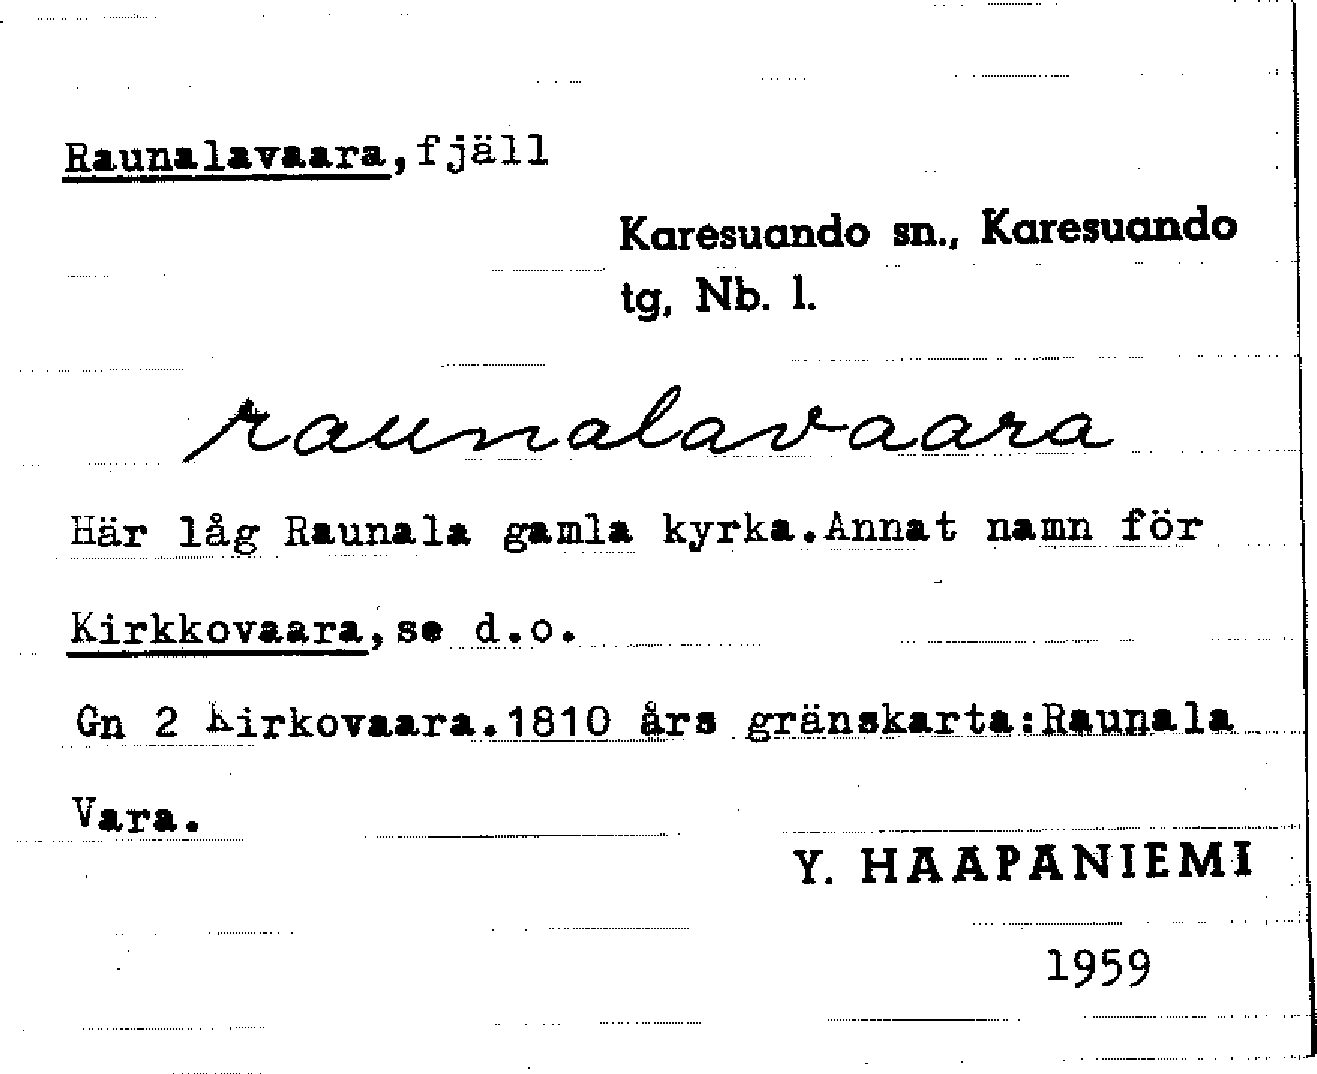 Raunalavaara,fjäll
Karesuando sn., Karesuando
tg, Nb. l.
raunalavaara
Här låg Raunala gamla kyrka.Annat namn för
Kirkkovaara,se d.o.
Gn 2 Kirkovaara.1810 års gränskarta:Raunala
Vara.
Y. HAAPANIEMI
1959